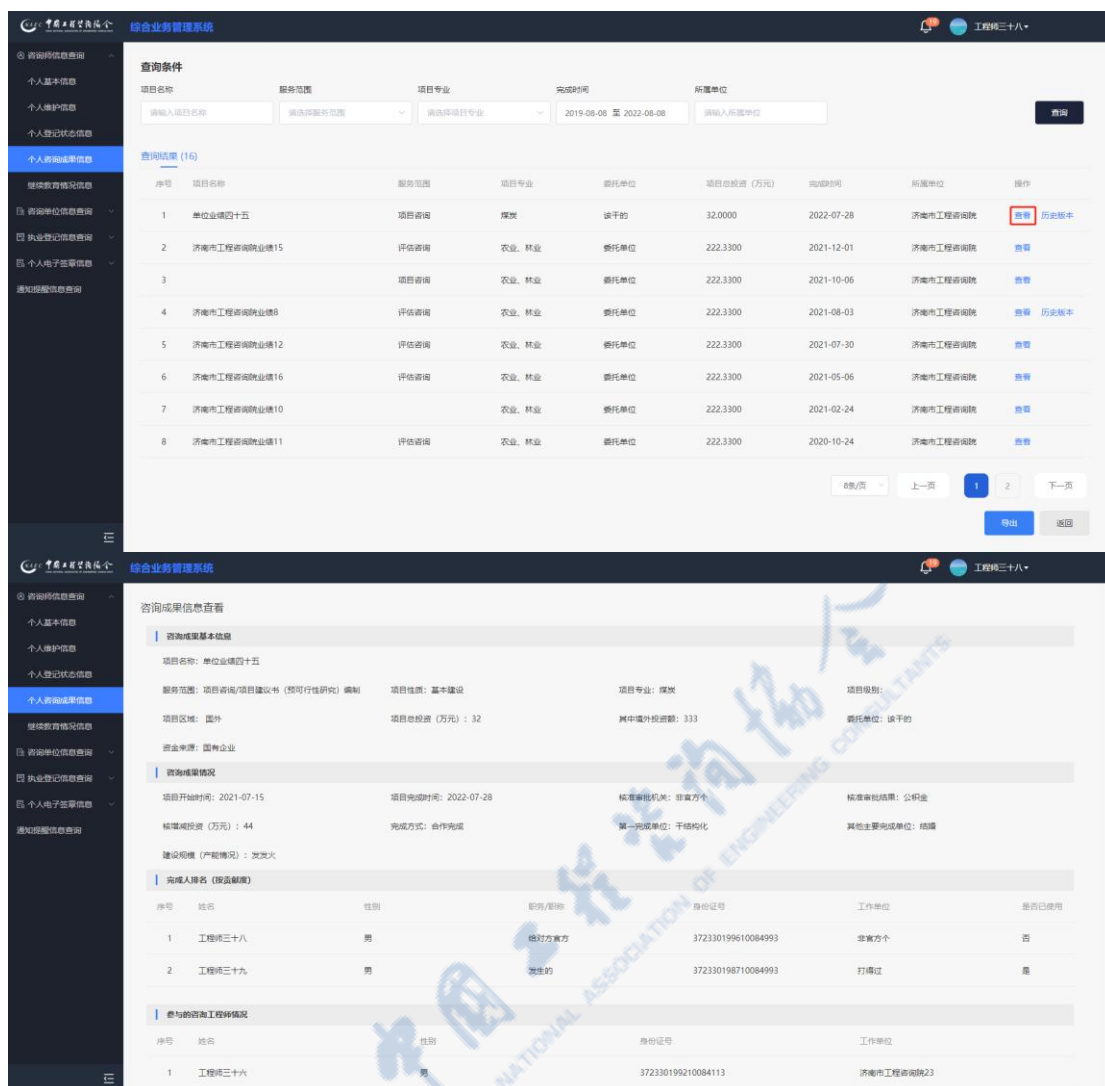 中国工程咨询协会 综合业务管理系统 19 工程师三十八
咨询师信息查询
个人基本信息
个人维护信息
个人登记状态信息
个人咨询成果信息
继续教育情况信息
咨询单位信息查询
执业登记信息查询
个人电子签章信息
通知提醒信息查询
查询条件
项目名称 服务范围 项目专业 完成时间 所属单位
请输入项目名称 请选择服务范围 请选择项目专业 2019-08-08 至 2022-08-08 请输入所属单位 查询
查询结果 (16)
序号 项目名称 服务范围 项目专业 委托单位 项目总投资 (万元) 完成时间 所属单位 操作
1 单位业绩四十五 项目咨询 煤炭 该干的 32.0000 2022-07-28 济南市工程咨询院 查看 历史版本
2 济南市工程咨询院业绩15 评估咨询 农业、林业 委托单位 222.3300 2021-12-01 济南市工程咨询院 查看
3 项目咨询 农业、林业 委托单位 222.3300 2021-10-06 济南市工程咨询院 查看
4 济南市工程咨询院业绩8 评估咨询 农业、林业 委托单位 222.3300 2021-08-03 济南市工程咨询院 查看 历史版本
5 济南市工程咨询院业绩12 评估咨询 农业、林业 委托单位 222.3300 2021-07-30 济南市工程咨询院 查看
6 济南市工程咨询院业绩16 评估咨询 农业、林业 委托单位 222.3300 2021-05-06 济南市工程咨询院 查看
7 济南市工程咨询院业绩10 农业、林业 委托单位 222.3300 2021-02-24 济南市工程咨询院 查看
8 济南市工程咨询院业绩11 评估咨询 农业、林业 委托单位 222.3300 2020-10-24 济南市工程咨询院 查看
8条/页 上一页 1 2 下一页
导出 返回
中国工程咨询协会 综合业务管理系统 19 工程师三十八
咨询师信息查询
个人基本信息
个人维护信息
个人登记状态信息
个人咨询成果信息
继续教育情况信息
咨询单位信息查询
执业登记信息查询
个人电子签章信息
通知提醒信息查询
咨询成果信息查看
咨询成果基本信息
项目名称：单位业绩四十五
服务范围：项目咨询/项目建议书（预可行性研究）编制 项目性质：基本建设 项目专业：煤炭 项目级别：
项目区域：国外 项目总投资（万元）：32 其中境外投资额：333 委托单位：该干的
资金来源：国有企业
咨询成果情况
项目开始时间：2021-07-15 项目完成时间：2022-07-28 核准审批机关：非官方个 核准审批结果：公积金
核增减投资（万元）：44 完成方式：合作完成 第一完成单位：干结构化 其他主要完成单位：结婚
建设规模（产能情况）：发发火
完成人排名（按贡献度）
序号 姓名 性别 职务/职称 身份证号 工作单位 是否已使用
1 工程师三十八 男 给对方官方 372330199610084993 非官方个 否
2 工程师三十九 男 发生的 372330198710084993 打得过 是
参与的咨询工程师情况
序号 姓名 性别 身份证号 工作单位
1 工程师三十六 男 372330199210084113 济南市工程咨询院23
中国工程咨询协会
NATIONAL ASSOCIATION OF ENGINEERING CONSULTANTS